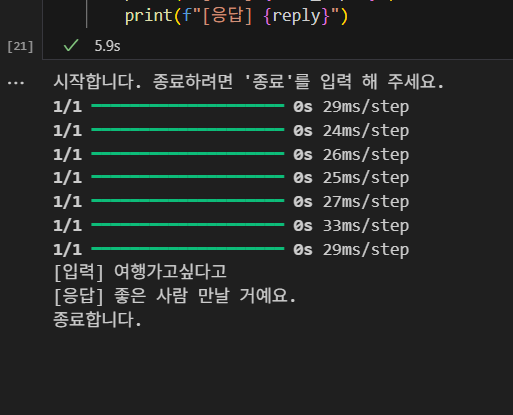 print(f"[응답] {reply}")
[21] 5.9s
시작합니다. 종료하려면 '종료'를 입력 해 주세요.
1/1 0s 29ms/step
1/1 0s 24ms/step
1/1 0s 26ms/step
1/1 0s 25ms/step
1/1 0s 27ms/step
1/1 0s 33ms/step
1/1 0s 29ms/step
[입력] 여행가고싶다고
[응답] 좋은 사람 만날 거예요.
종료합니다.